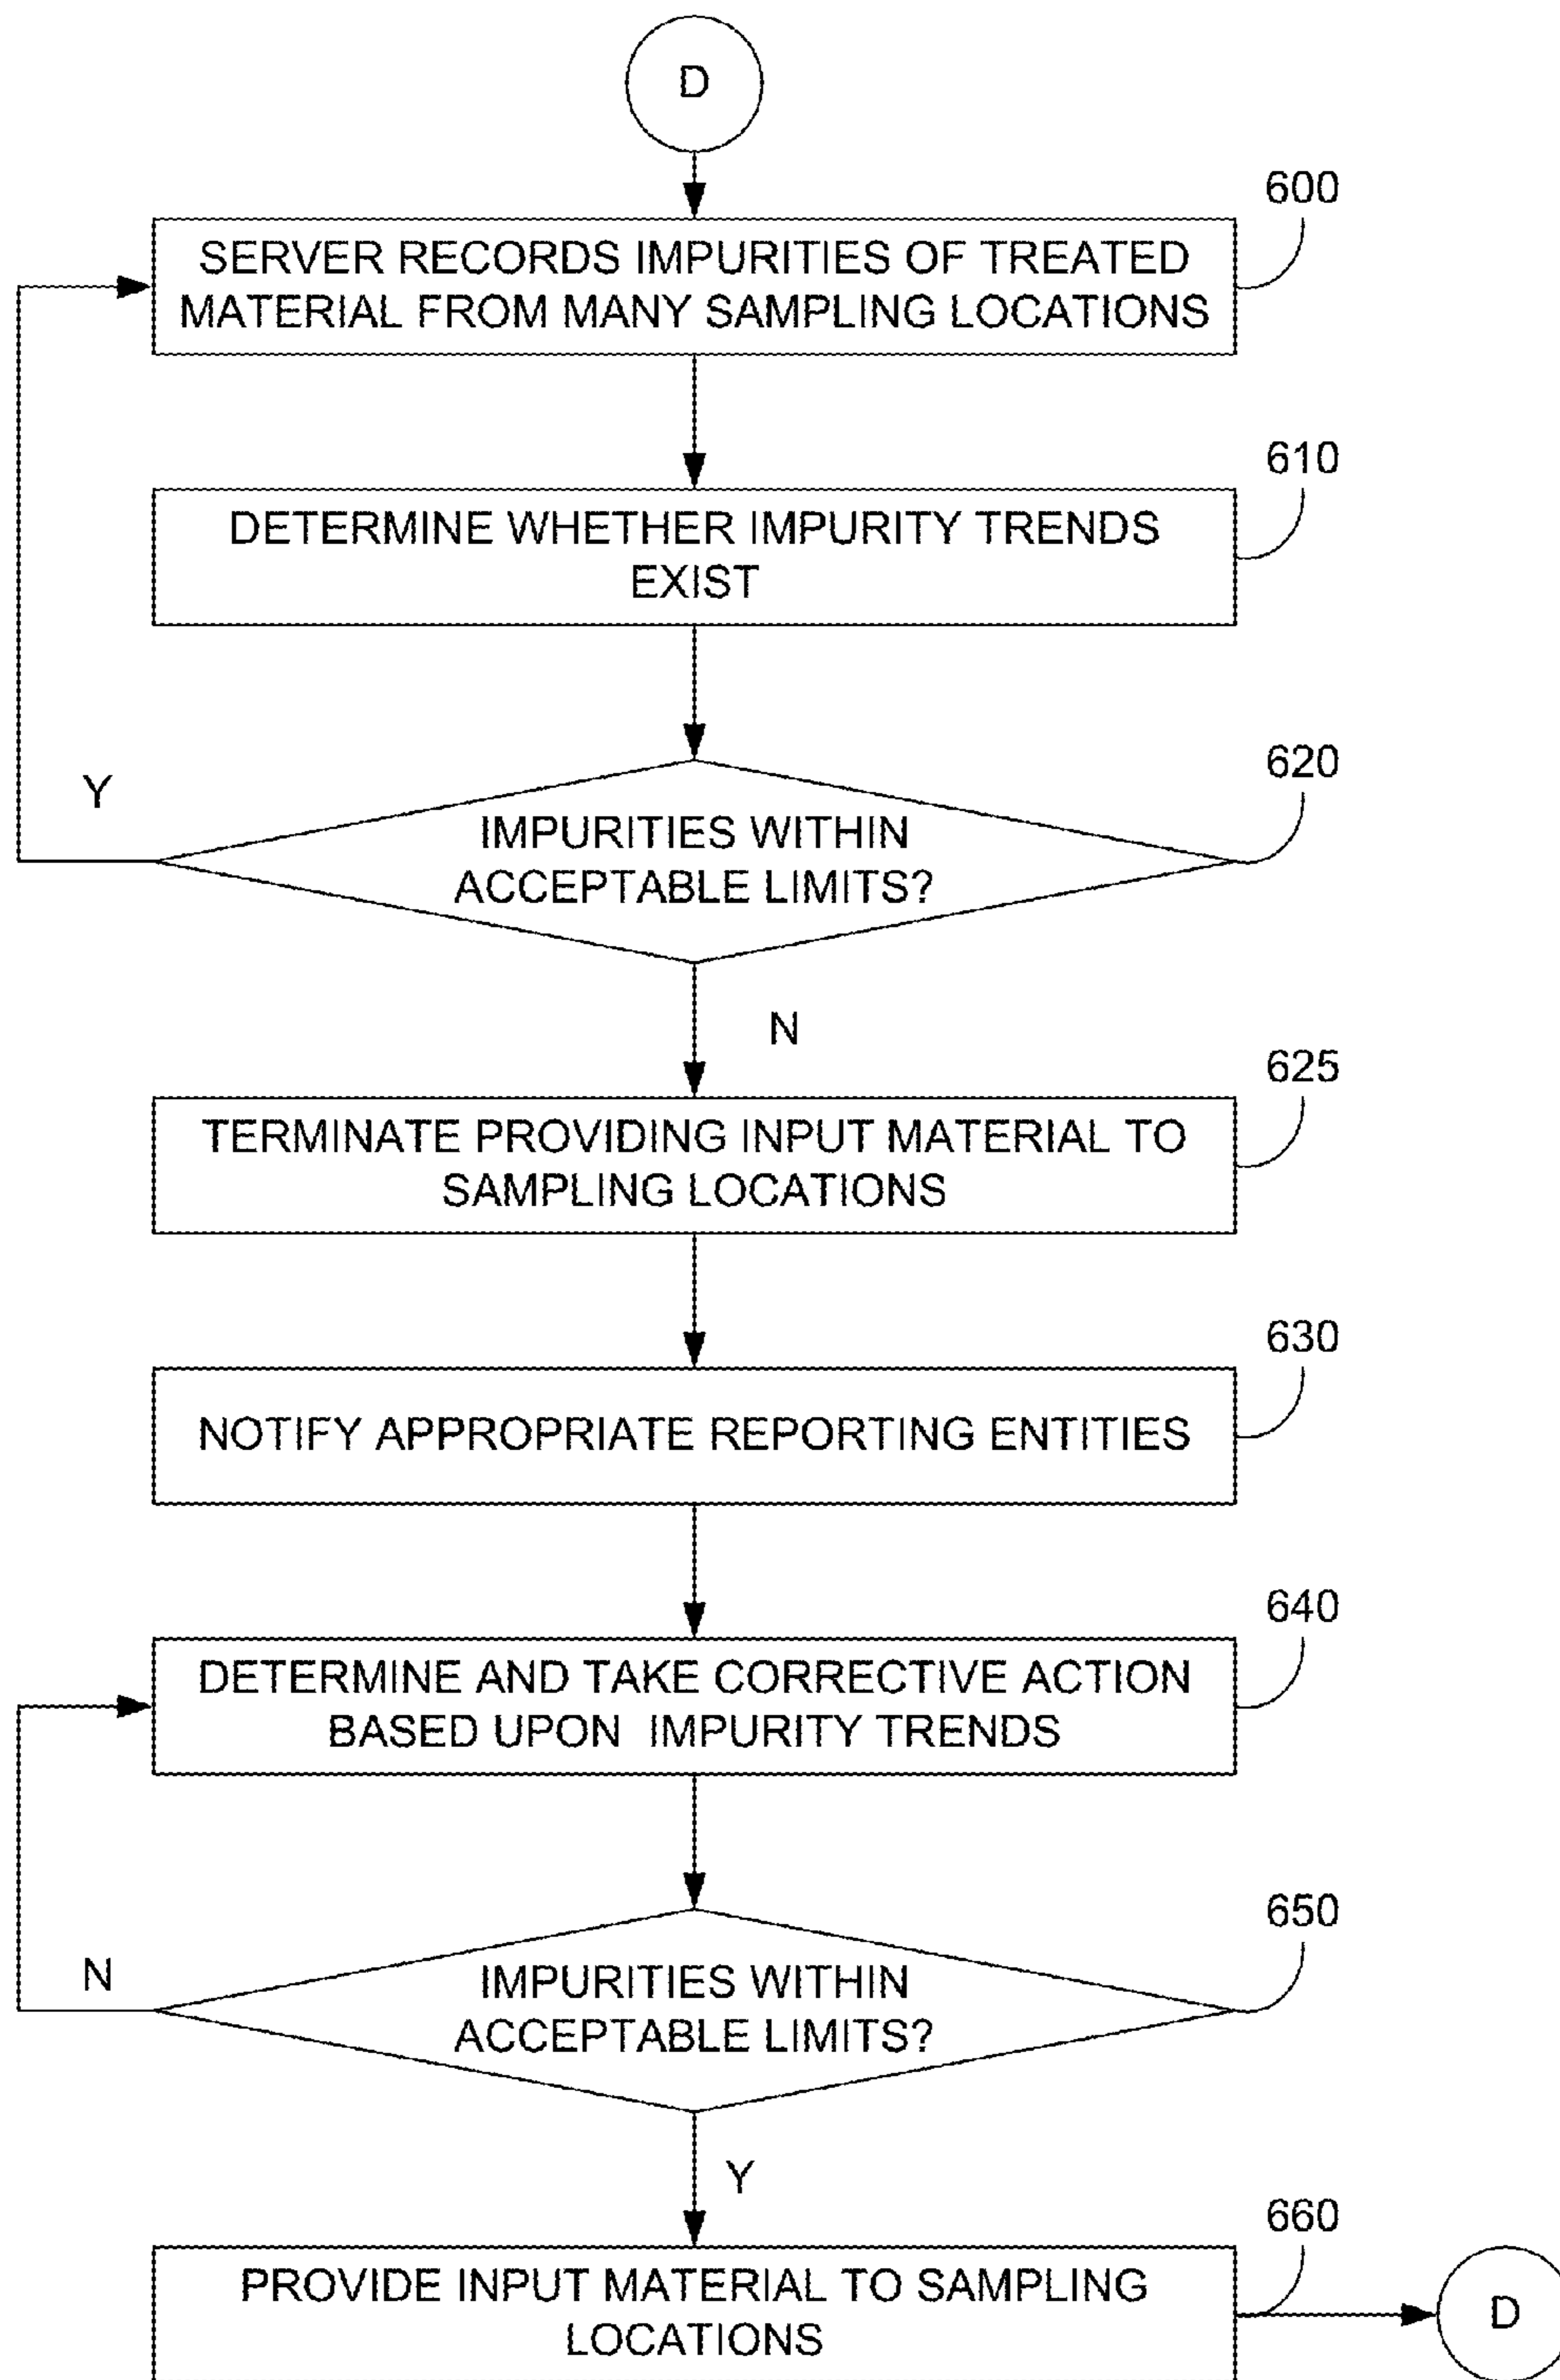 D
600
SERVER RECORDS IMPURITIES OF TREATED
MATERIAL FROM MANY SAMPLING LOCATIONS
610
DETERMINE WHETHER IMPURITY TRENDS
EXIST
620
Y
IMPURITIES WITHIN
ACCEPTABLE LIMITS?
N
625
TERMINATE PROVIDING INPUT MATERIAL TO
SAMPLING LOCATIONS
630
NOTIFY APPROPRIATE REPORTING ENTITIES
640
DETERMINE AND TAKE CORRECTIVE ACTION
BASED UPON IMPURITY TRENDS
650
N
IMPURITIES WITHIN
ACCEPTABLE LIMITS?
Y
660
PROVIDE INPUT MATERIAL TO SAMPLING
LOCATIONS
D